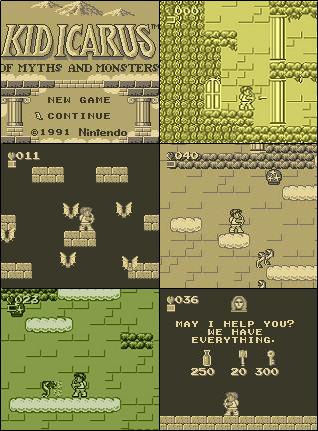 KID ICARUS™
OF MYTHS AND MONSTERS
NEW GAME
CONTINUE
©1991 Nintendo
000
011
040
023
036
MAY I HELP YOU?
WE HAVE
EVERYTHING.
250 20 300